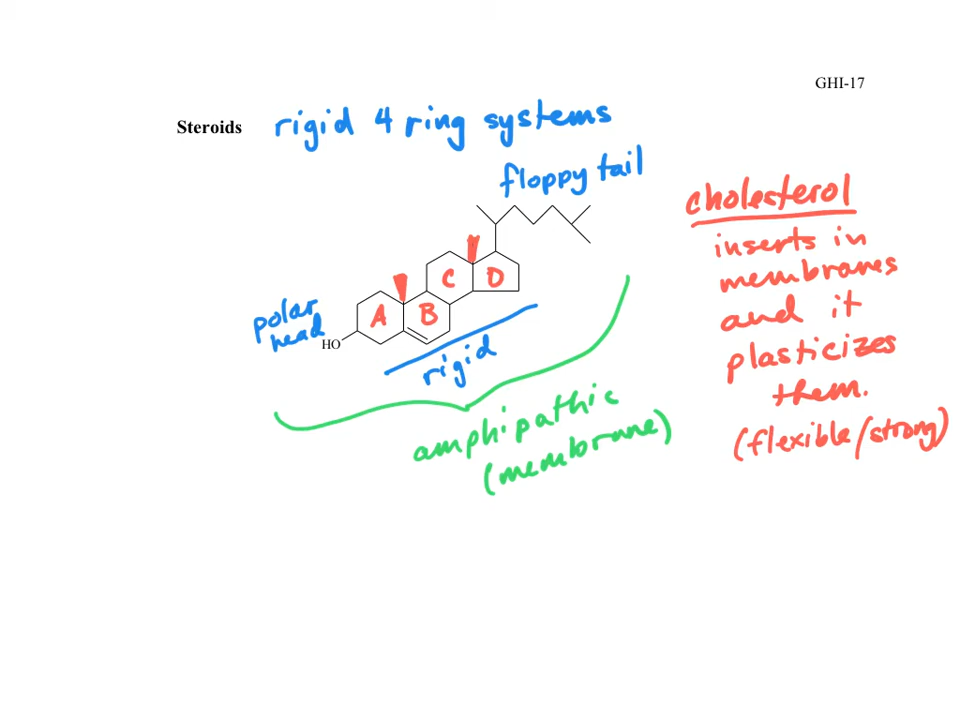 GHI-17
Steroids rigid 4 ring systems
floppy tail
cholesterol
inserts in
membranes
and it
plasticizes
them.
(flexible/strong)
C D
A B
polar
head
HO
rigid
amphipathic
(membrane)